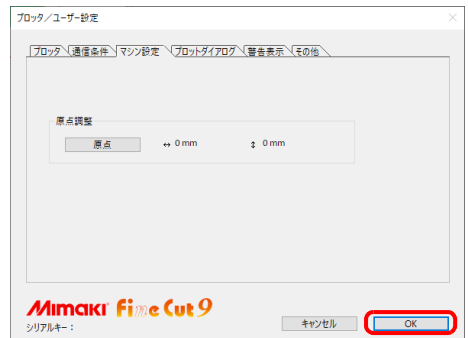 プロッタ／ユーザー設定
プロッタ 通信条件 マシン設定 プロットダイアログ 警告表示 その他
原点調整
原点 ↔ 0 mm ↕ 0 mm
Mimaki Fine Cut 9
シリアルキー：
キャンセル OK